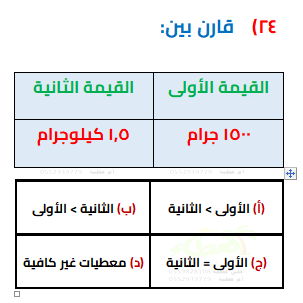 ٢٤) قارن بين:
القيمة الأولى القيمة الثانية
١٥٠٠ جرام ١,٥ كيلوجرام
(أ) الأولى > الثانية (ب) الثانية > الأولى
(ج) الأولى = الثانية (د) معطيات غير كافية